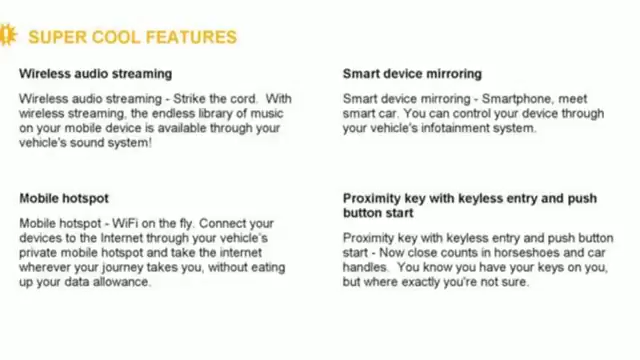 SUPER COOL FEATURES
Wireless audio streaming
Wireless audio streaming - Strike the cord. With
wireless streaming, the endless library of music
on your mobile device is available through your
vehicle's sound system!
Smart device mirroring
Smart device mirroring - Smartphone, meet
smart car. You can control your device through
your vehicle's infotainment system.
Mobile hotspot
Mobile hotspot - WiFi on the fly. Connect your
devices to the Internet through your vehicle's
private mobile hotspot and take the internet
wherever your journey takes you, without eating
up your data allowance.
Proximity key with keyless entry and push
button start
Proximity key with keyless entry and push button
start - Now close counts in horseshoes and car
handles. You know you have your keys on you,
but where exactly you're not sure.